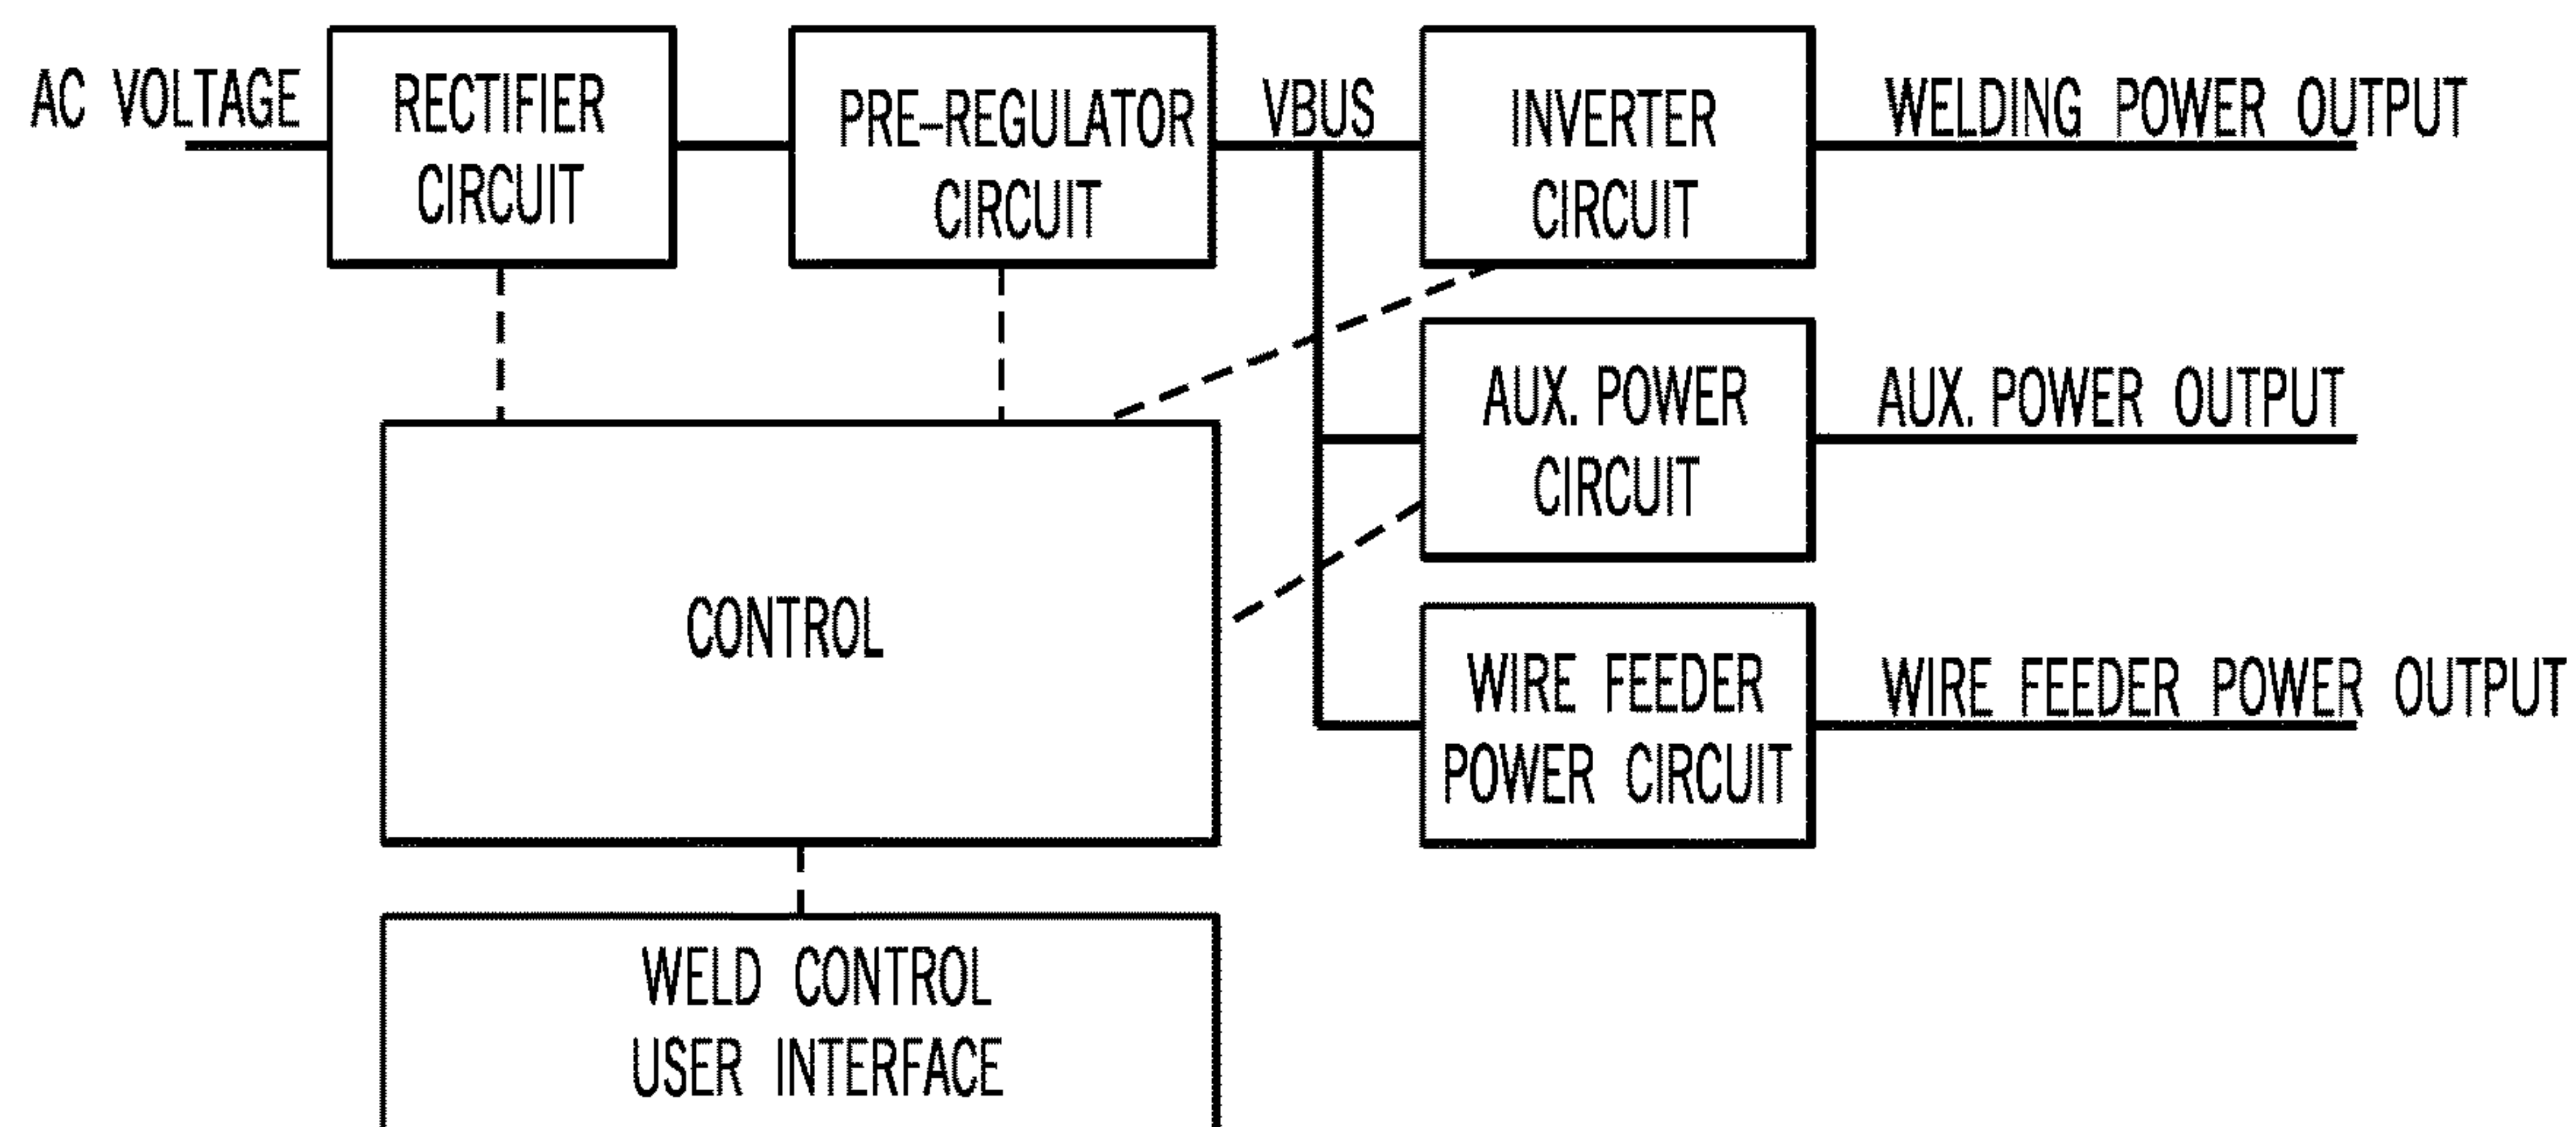 AC VOLTAGE
RECTIFIER
CIRCUIT
PRE-REGULATOR
CIRCUIT
VBUS
INVERTER
CIRCUIT
WELDING POWER OUTPUT
AUX. POWER
CIRCUIT
AUX. POWER OUTPUT
CONTROL
WIRE FEEDER
POWER CIRCUIT
WIRE FEEDER POWER OUTPUT
WELD CONTROL
USER INTERFACE